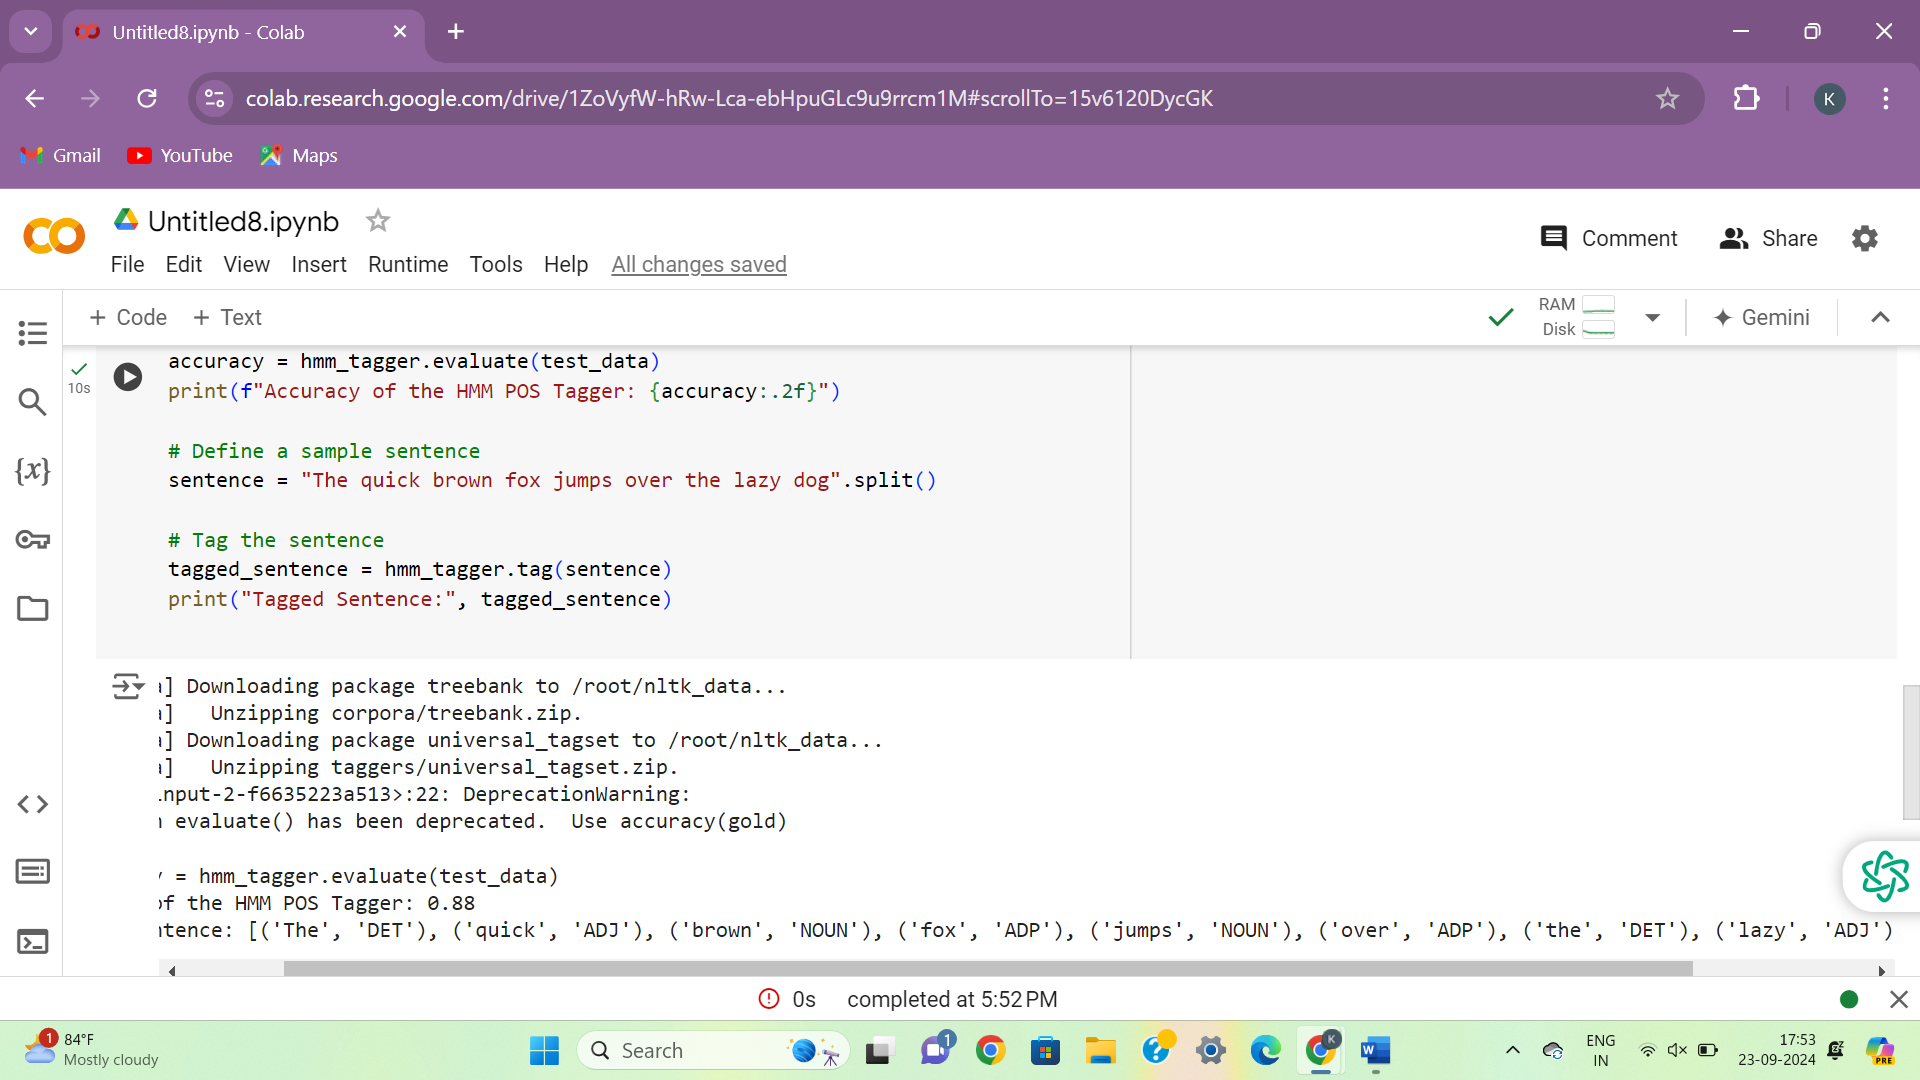 Untitled8.ipynb - Colab
colab.research.google.com/drive/1ZoVyfW-hRw-Lca-ebHpuGLc9u9rrcm1M#scrollTo=15v6120DycGK
K
Gmail YouTube Maps
Untitled8.ipynb
File Edit View Insert Runtime Tools Help All changes saved
Comment Share
+ Code + Text
RAM
Disk
Gemini
10s
accuracy = hmm_tagger.evaluate(test_data)
print(f"Accuracy of the HMM POS Tagger: {accuracy:.2f}")
# Define a sample sentence
sentence = "The quick brown fox jumps over the lazy dog".split()
# Tag the sentence
tagged_sentence = hmm_tagger.tag(sentence)
print("Tagged Sentence:", tagged_sentence)
{x}
] Downloading package treebank to /root/nltk_data...
] Unzipping corpora/treebank.zip.
] Downloading package universal_tagset to /root/nltk_data...
] Unzipping taggers/universal_tagset.zip.
nput-2-f6635223a513>:22: DeprecationWarning:
evaluate() has been deprecated. Use accuracy(gold)
= hmm_tagger.evaluate(test_data)
of the HMM POS Tagger: 0.88
ntence: [('The', 'DET'), ('quick', 'ADJ'), ('brown', 'NOUN'), ('fox', 'ADP'), ('jumps', 'NOUN'), ('over', 'ADP'), ('the', 'DET'), ('lazy', 'ADJ')
0s completed at 5:52 PM
1
84°F
Mostly cloudy
Search
1
K
W
ENG
IN
17:53
23-09-2024
PRE